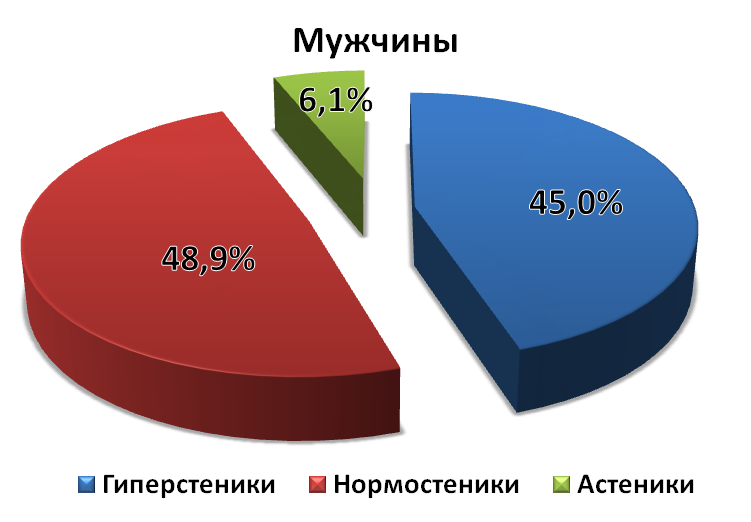 Мужчины
6,1%
45,0%
48,9%
Гиперстеники Нормостеники Астеники